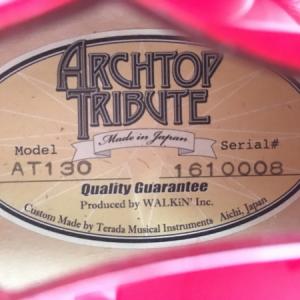 ARCHTOP
TRIBUTE
Made in Japan
Model Serial#
AT130 1610008
Quality Guarantee
Produced by WALKiN' Inc.
Custom Made by Terada Musical Instruments Aichi, Japan